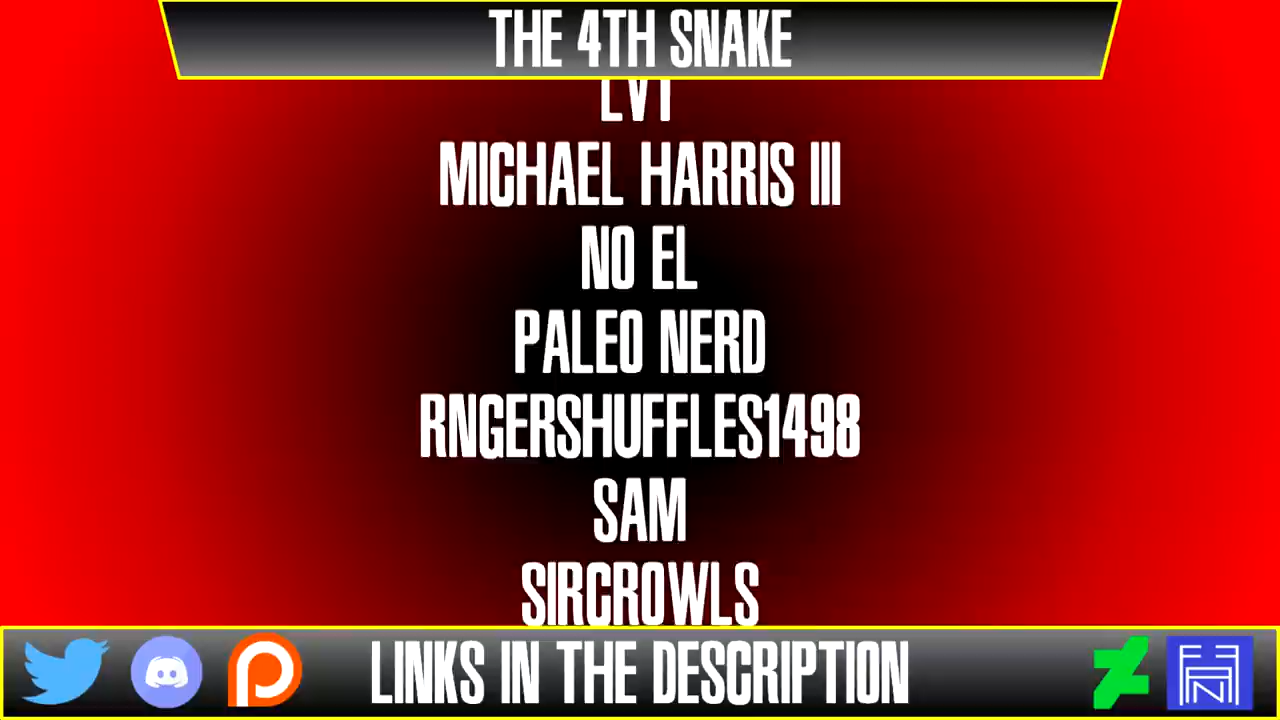 THE 4TH SNAKE
MICHAEL HARRIS III
NO EL
PALEO NERD
RNGERSHUFFLES1498
SAM
SIRCROWLS
LINKS IN THE DESCRIPTION